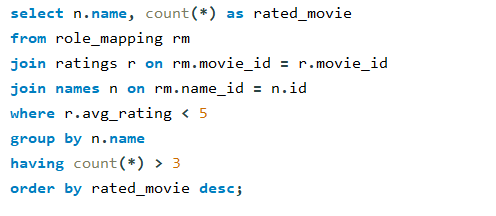 select n.name, count(*) as rated_movie
from role_mapping rm
join ratings r on rm.movie_id = r.movie_id
join names n on rm.name_id = n.id
where r.avg_rating < 5
group by n.name
having count(*) > 3
order by rated_movie desc;